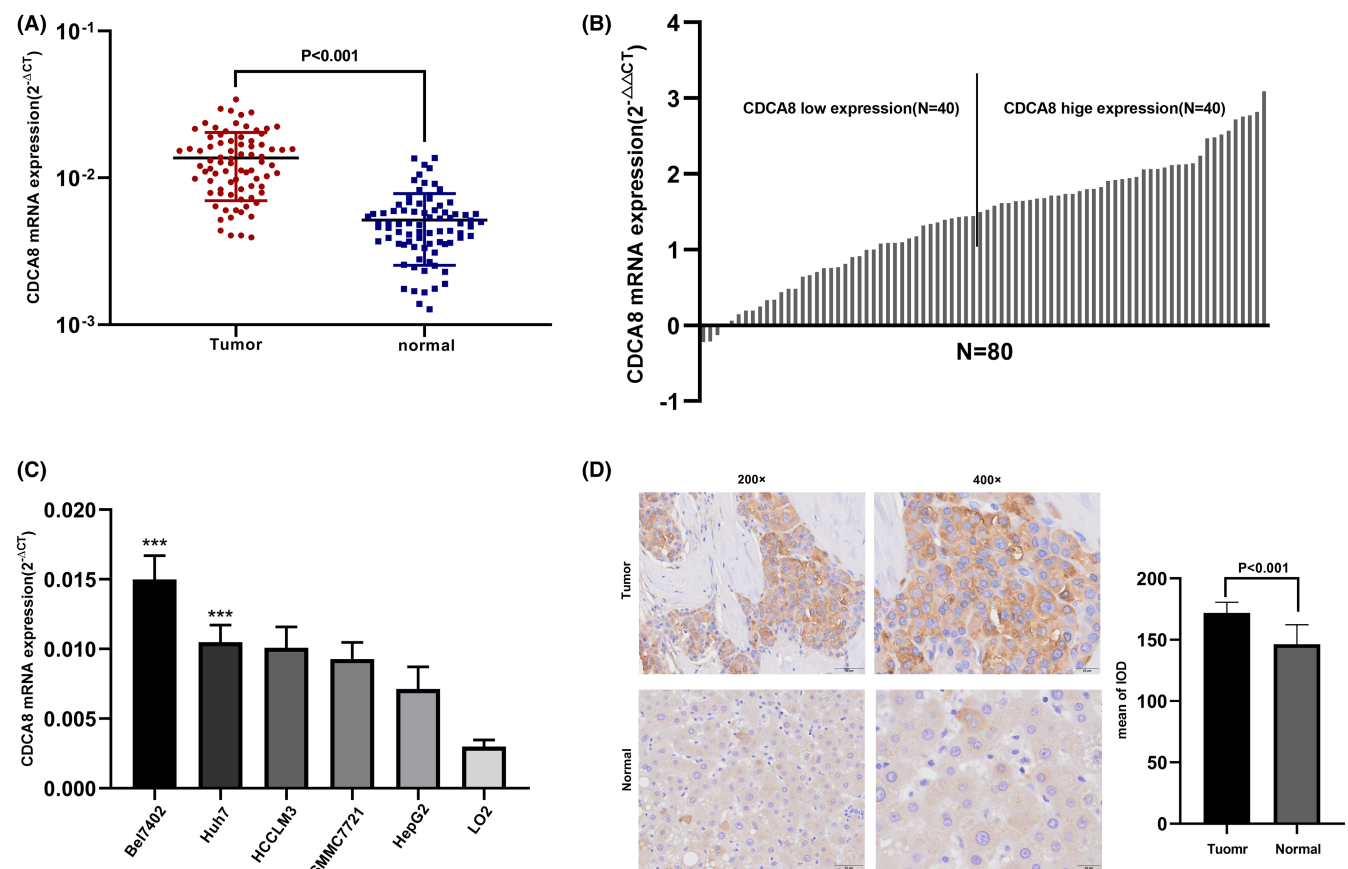 (A)
CDCA8 mRNA expression(2-ΔCT)
10-1
10-2
10-3
P<0.001
Tumor
normal
(B)
CDCA8 mRNA expression(2-ΔΔCT)
4
3
2
1
0
-1
CDCA8 low expression(N=40)
CDCA8 hige expression(N=40)
N=80
(C)
CDCA8 mRNA expression(2-ΔCT)
0.020
0.015
0.010
0.005
0.000
***
***
Bel7402
Huh7
HCCLM3
SMMC7721
HepG2
LO2
(D)
200×
400×
Tumor
Normal
mean of IOD
200
150
100
50
0
P<0.001
Tuomr
Normal